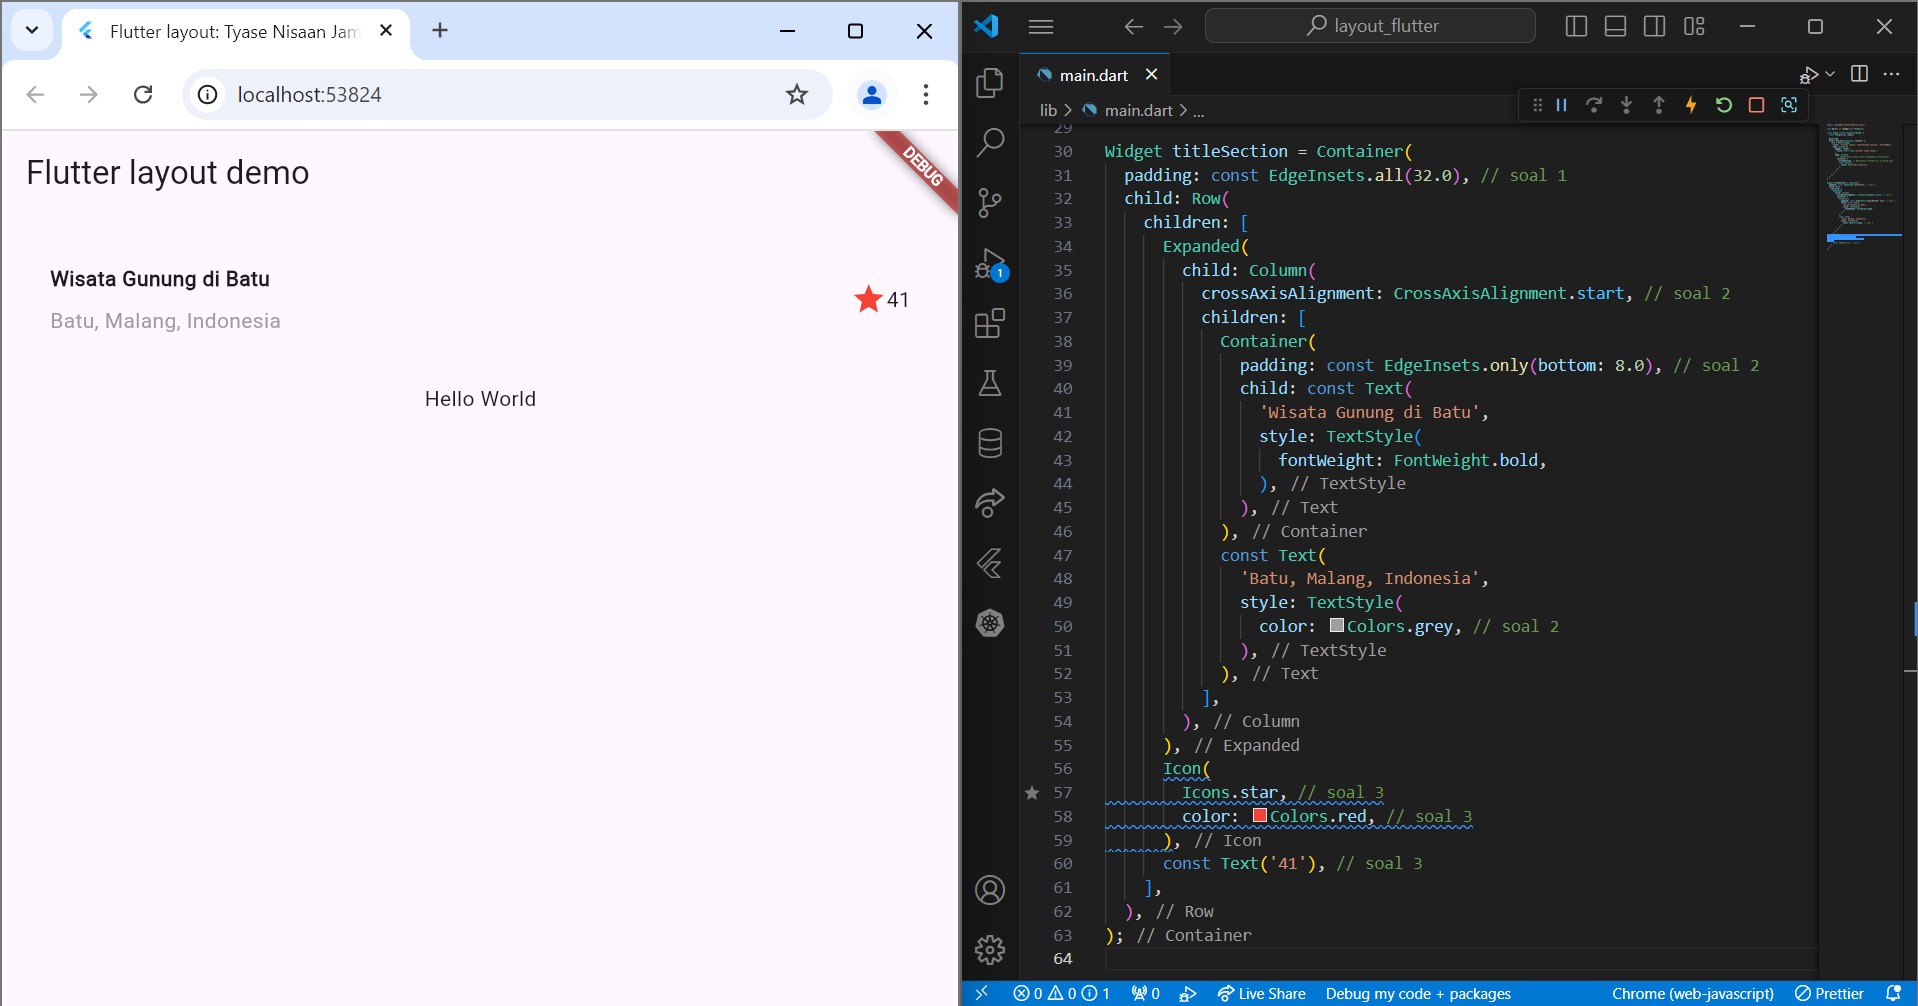 Flutter layout: Tyase Nisaan Jam
localhost:53824
Flutter layout demo
DEBUG
Wisata Gunung di Batu
Batu, Malang, Indonesia
41
Hello World
layout_flutter
main.dart
lib > main.dart > ...
29
30 Widget titleSection = Container(
31 padding: const EdgeInsets.all(32.0), // soal 1
32 child: Row(
33 children: [
34 Expanded(
35 child: Column(
36 crossAxisAlignment: CrossAxisAlignment.start, // soal 2
37 children: [
38 Container(
39 padding: const EdgeInsets.only(bottom: 8.0), // soal 2
40 child: const Text(
41 'Wisata Gunung di Batu',
42 style: TextStyle(
43 fontWeight: FontWeight.bold,
44 ), // TextStyle
45 ), // Text
46 ), // Container
47 const Text(
48 'Batu, Malang, Indonesia',
49 style: TextStyle(
50 color: Colors.grey, // soal 2
51 ), // TextStyle
52 ), // Text
53 ],
54 ), // Column
55 ), // Expanded
56 Icon(
57 Icons.star, // soal 3
58 color: Colors.red, // soal 3
59 ), // Icon
60 const Text('41'), // soal 3
61 ],
62 ), // Row
63 ); // Container
64
1
0 0 1 0 Live Share Debug my code + packages Chrome (web-javascript) Prettier